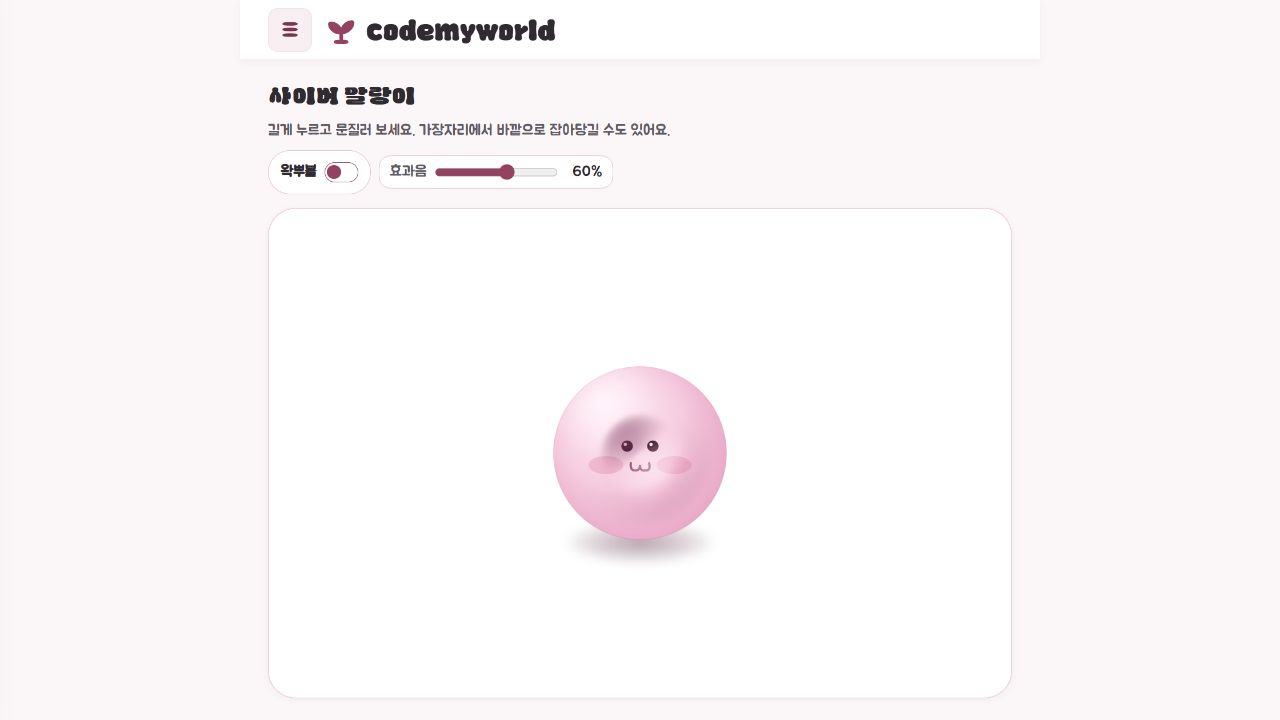 codemyworld
사이버 말랑이
길게 누르고 문질러 보세요. 가장자리에서 바깥으로 잡아당길 수도 있어요.
왁뿌볼
효과음 60%